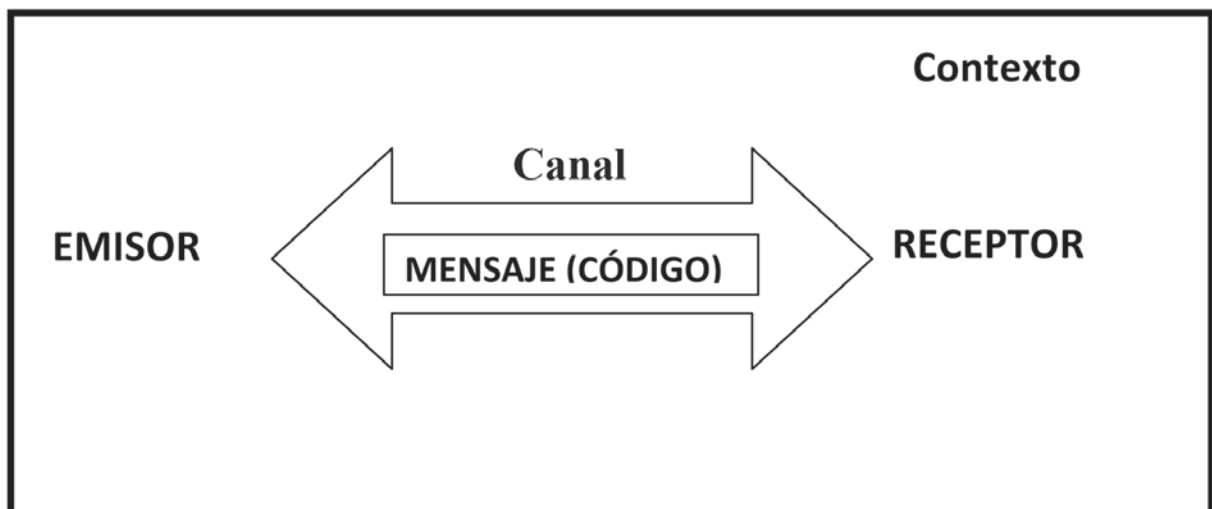 Contexto
Canal
EMISOR
MENSAJE (CÓDIGO)
RECEPTOR